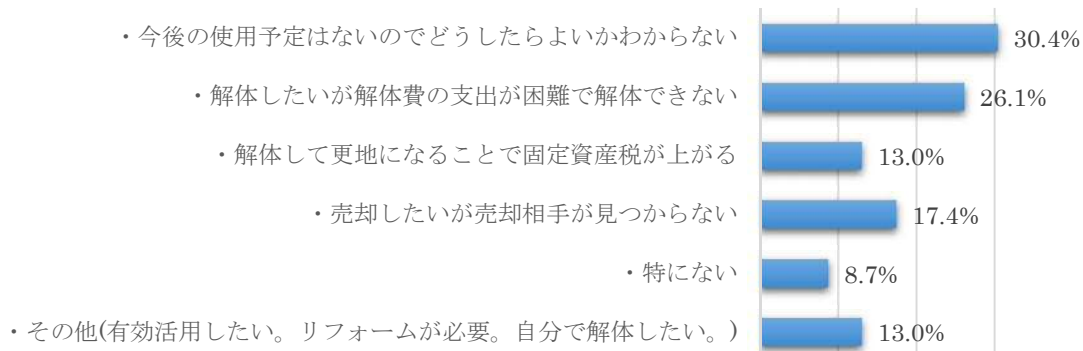 ・今後の使用予定はないのでどうしたらよいかわからない 30.4%
・解体したいが解体費の支出が困難で解体できない 26.1%
・解体して更地になることで固定資産税が上がる 13.0%
・売却したいが売却相手が見つからない 17.4%
・特にない 8.7%
・その他(有効活用したい。リフォームが必要。自分で解体したい。) 13.0%